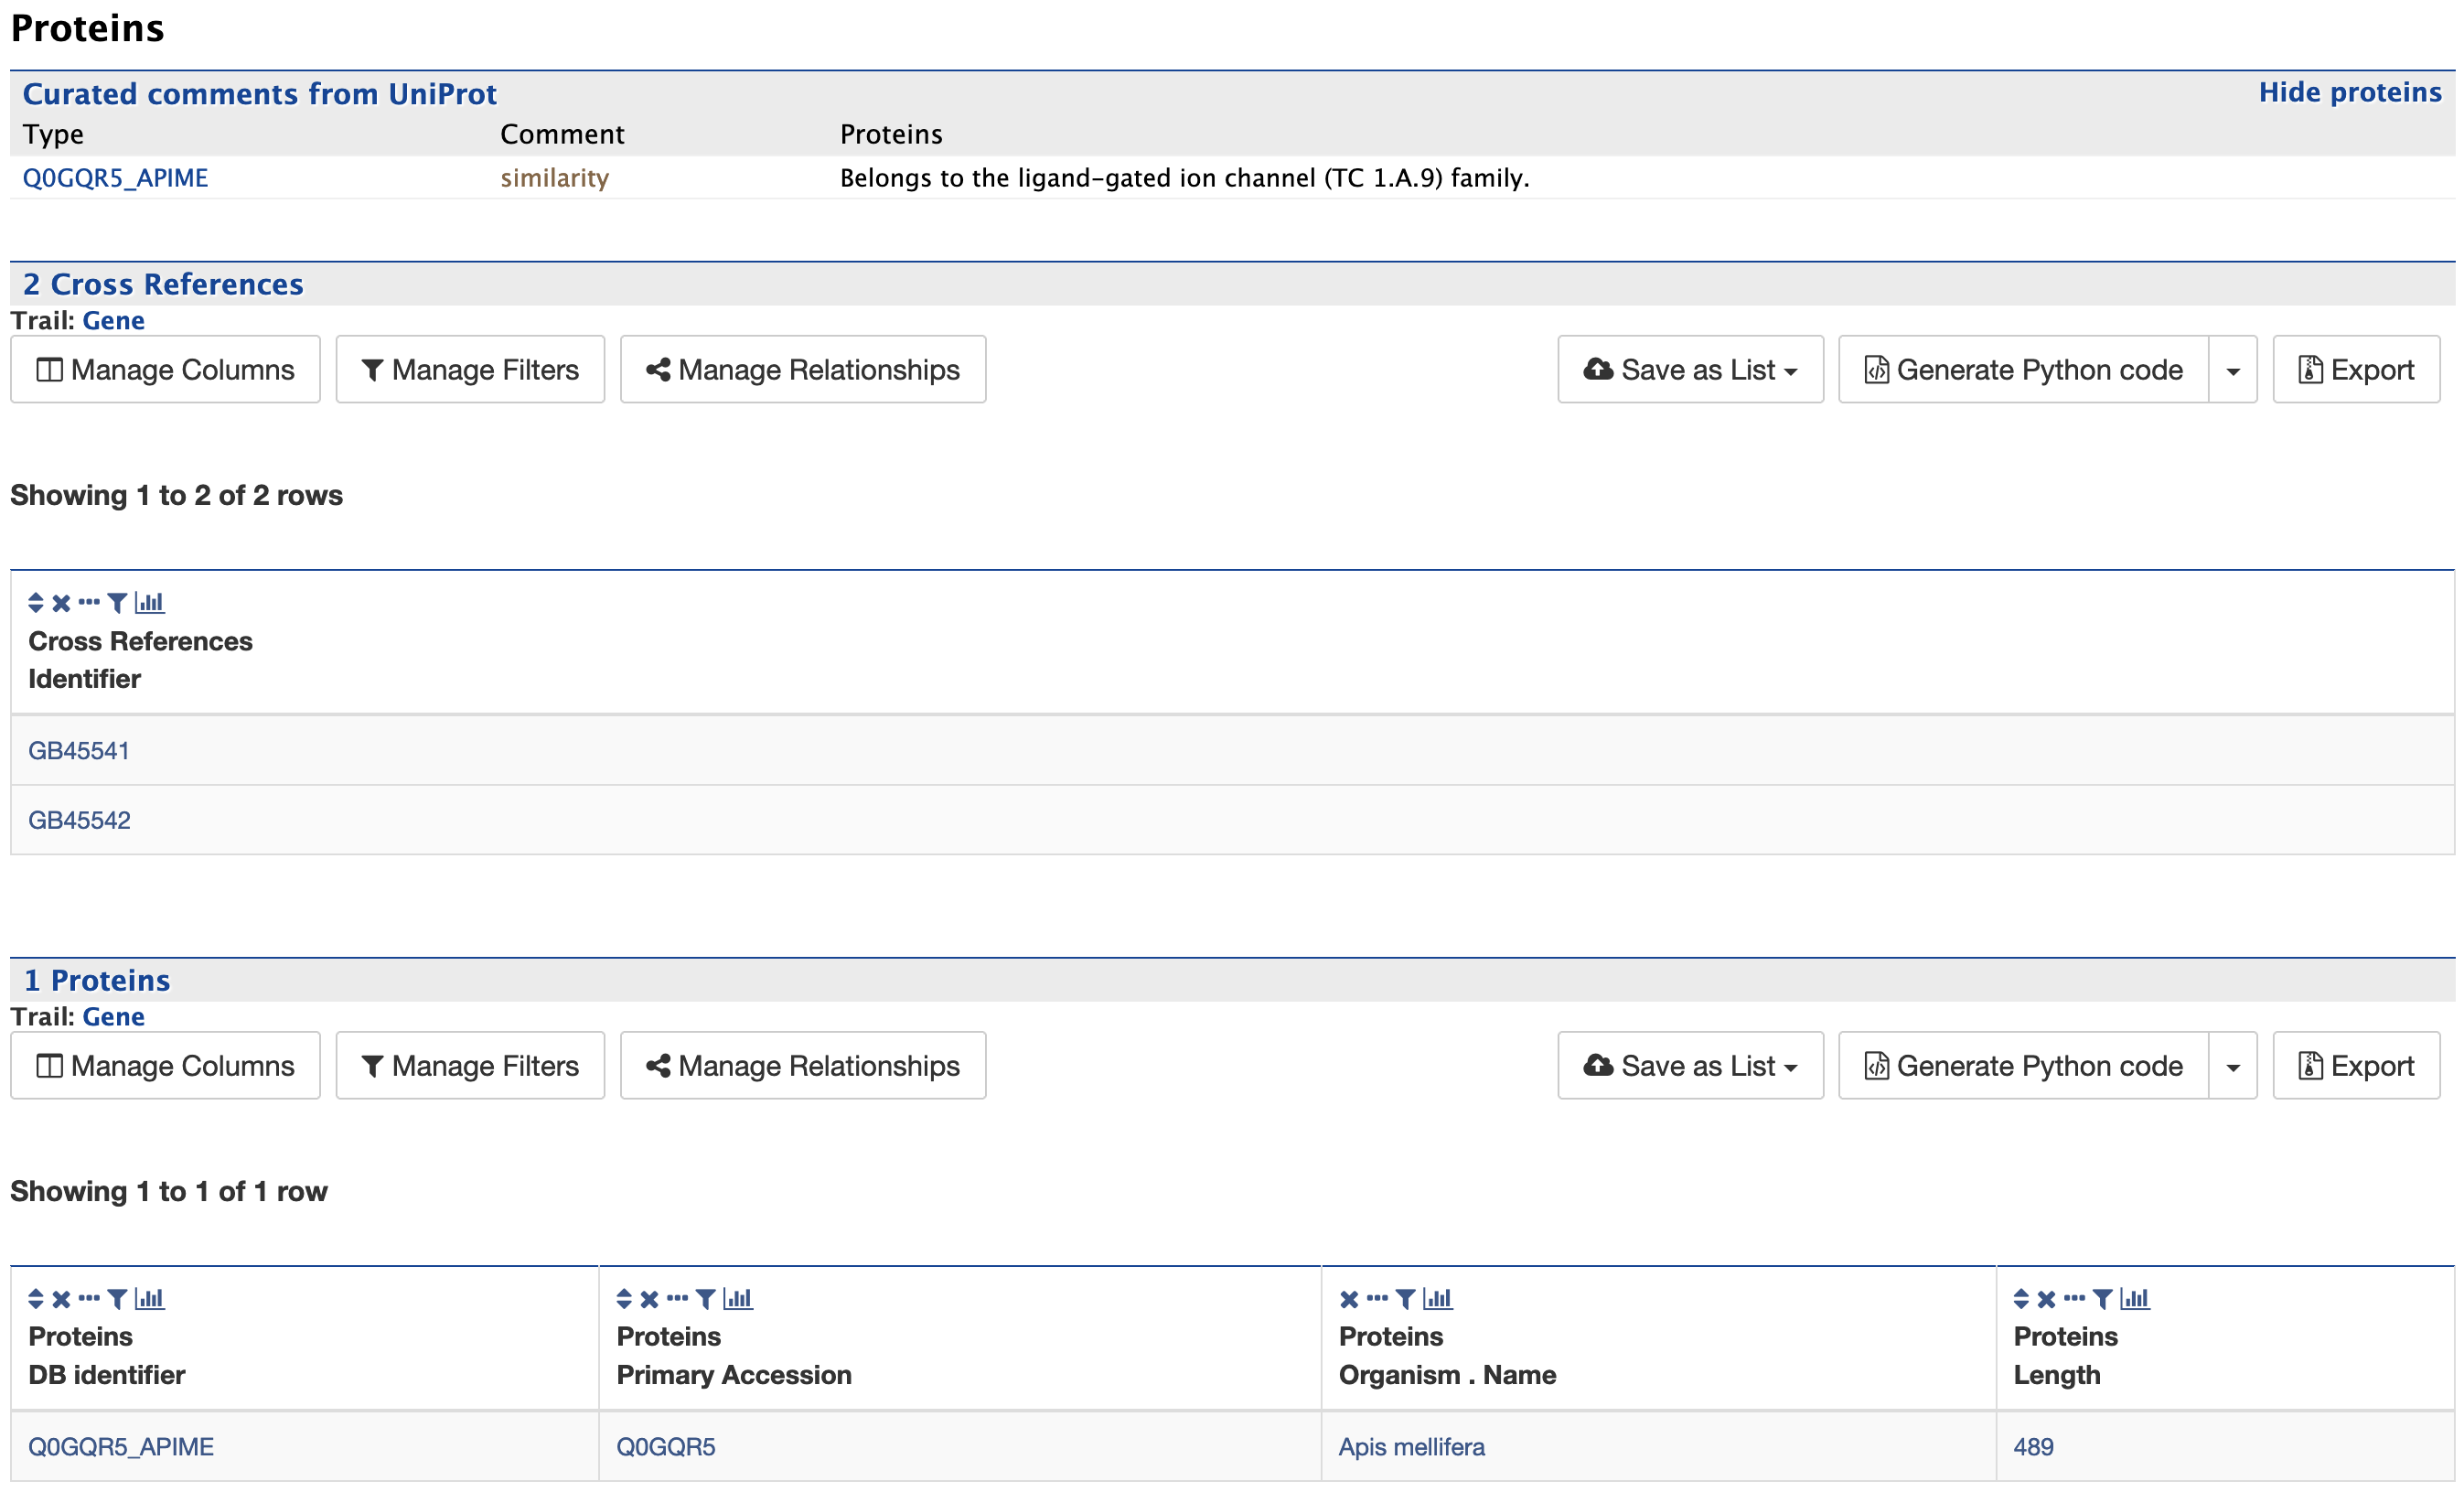 Proteins
Curated comments from UniProt Hide proteins
Type Comment Proteins
Q0GQR5_APIME similarity Belongs to the ligand-gated ion channel (TC 1.A.9) family.
2 Cross References
Trail: Gene
Manage Columns Manage Filters Manage Relationships Save as List Generate Python code Export
Showing 1 to 2 of 2 rows
Cross References
Identifier
GB45541
GB45542
1 Proteins
Trail: Gene
Manage Columns Manage Filters Manage Relationships Save as List Generate Python code Export
Showing 1 to 1 of 1 row
Proteins Proteins Proteins Proteins
DB identifier Primary Accession Organism . Name Length
Q0GQR5_APIME Q0GQR5 Apis mellifera 489